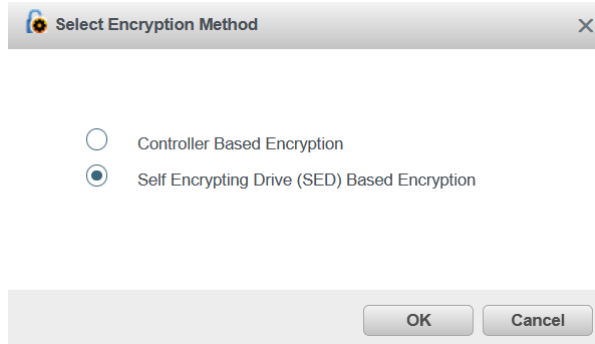 Select Encryption Method
Controller Based Encryption
Self Encrypting Drive (SED) Based Encryption
OK Cancel